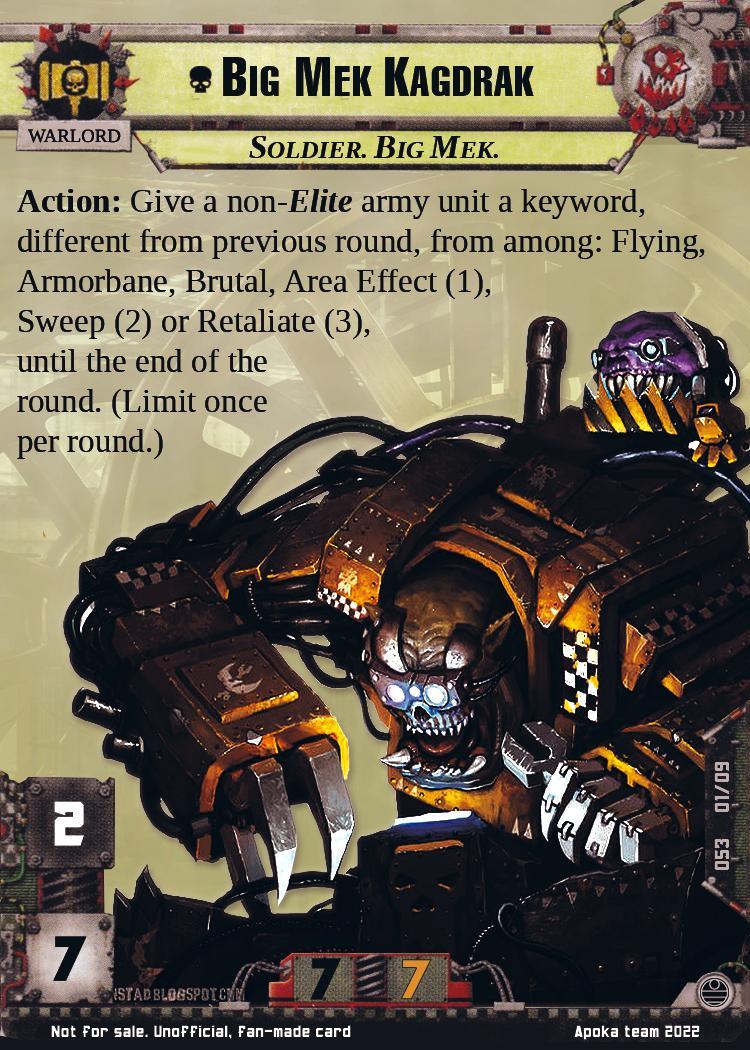 Big Mek Kagdrak
WARLORD
Soldier. Big Mek.
Action: Give a non-Elite army unit a keyword,
different from previous round, from among: Flying,
Armorbane, Brutal, Area Effect (1),
Sweep (2) or Retaliate (3),
until the end of the
round. (Limit once
per round.)
053 01/09
2
7
7 7
Not for sale. Unofficial, fan-made card
Apoka team 2022